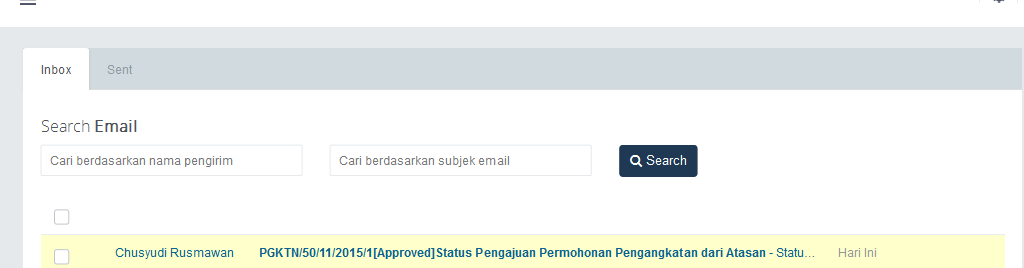 Inbox Sent
Search Email
Cari berdasarkan nama pengirim Cari berdasarkan subjek email Search
Chusyudi Rusmawan PGKTN/50/11/2015/1[Approved]Status Pengajuan Permohonan Pengangkatan dari Atasan - Statu... Hari Ini